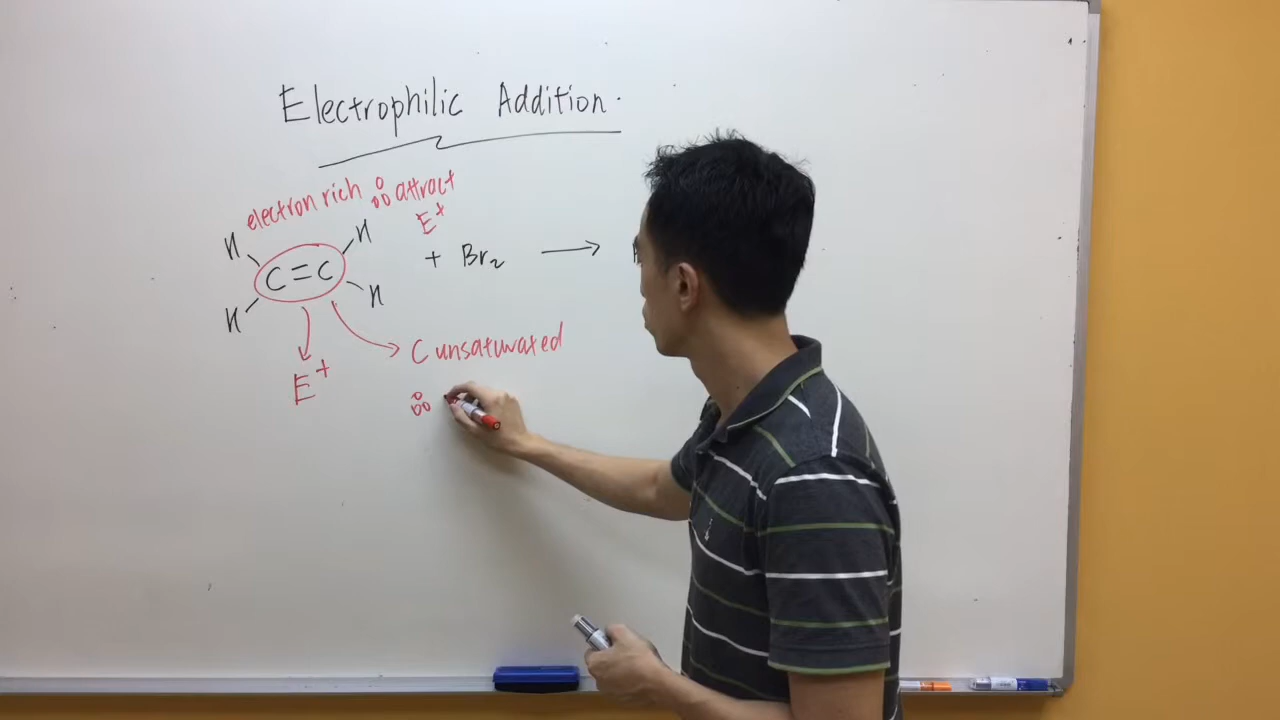 Electrophilic Addition.
electron rich ∴ attract
E⁺
H H
C=C + Br₂ →
H H
C unsaturated
E⁺
∴